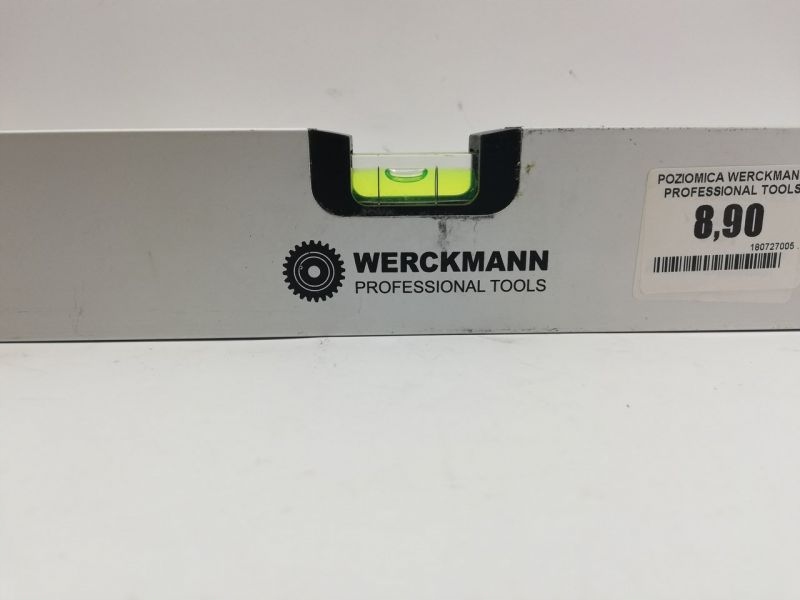 WERCKMANN
PROFESSIONAL TOOLS
POZIOMICA WERCKMANN
PROFESSIONAL TOOLS
8,90
180727005